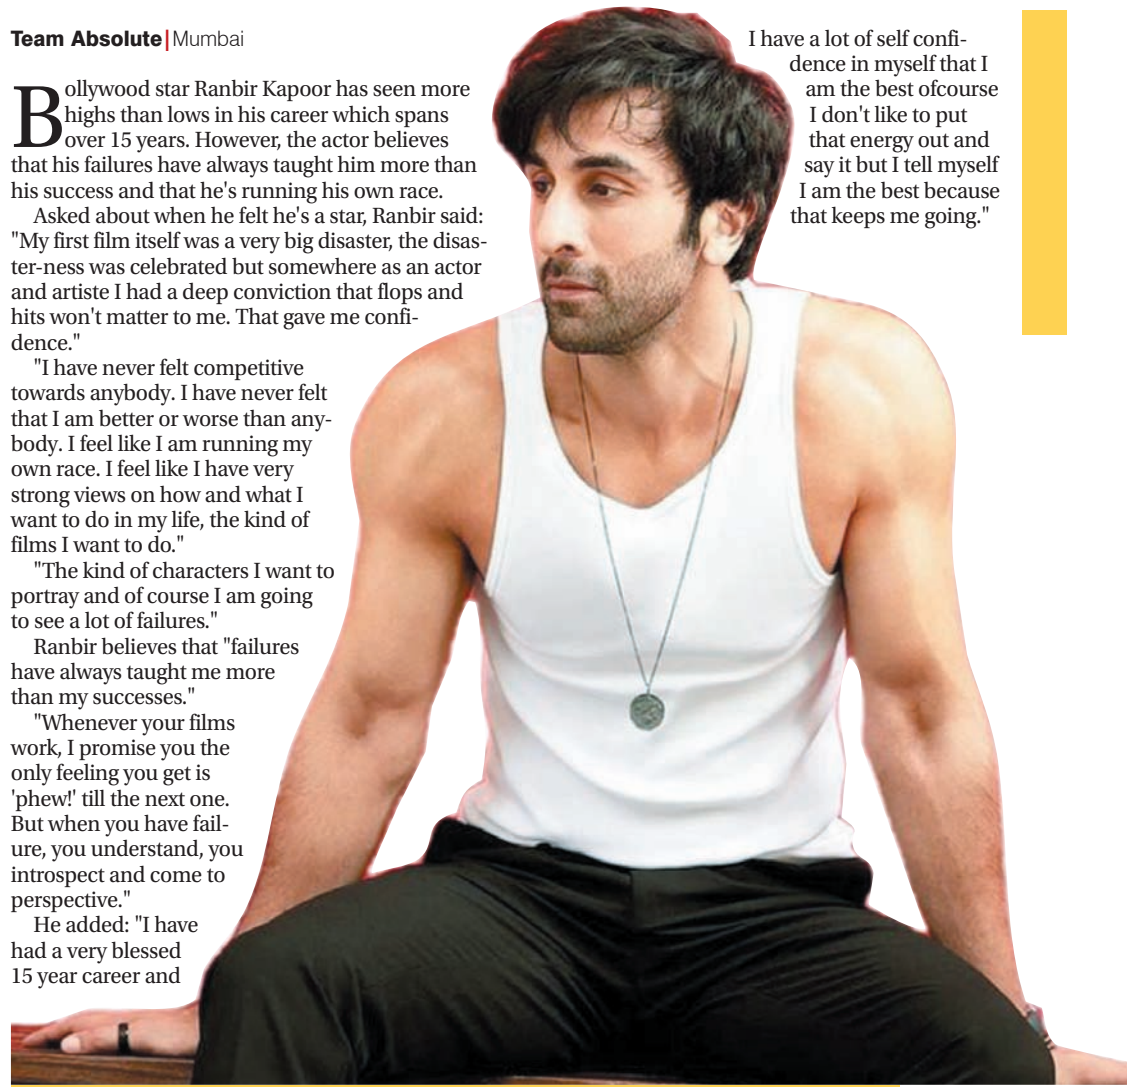 Team Absolute|Mumbai
Bollywood star Ranbir Kapoor has seen more
highs than lows in his career which spans
over 15 years. However, the actor believes
that his failures have always taught him more than
his success and that he's running his own race.
Asked about when he felt he's a star, Ranbir said:
"My first film itself was a very big disaster, the disas-
ter-ness was celebrated but somewhere as an actor
and artiste I had a deep conviction that flops and
hits won't matter to me. That gave me confi-
dence."
"I have never felt competitive
towards anybody. I have never felt
that I am better or worse than any-
body. I feel like I am running my
own race. I feel like I have very
strong views on how and what I
want to do in my life, the kind of
films I want to do."
"The kind of characters I want to
portray and of course I am going
to see a lot of failures."
Ranbir believes that "failures
have always taught me more
than my successes."
"Whenever your films
work, I promise you the
only feeling you get is
'phew!' till the next one.
But when you have fail-
ure, you understand, you
introspect and come to
perspective."
He added: "I have
had a very blessed
15 year career and
I have a lot of self confi-
dence in myself that I
am the best ofcourse
I don't like to put
that energy out and
say it but I tell myself
I am the best because
that keeps me going."